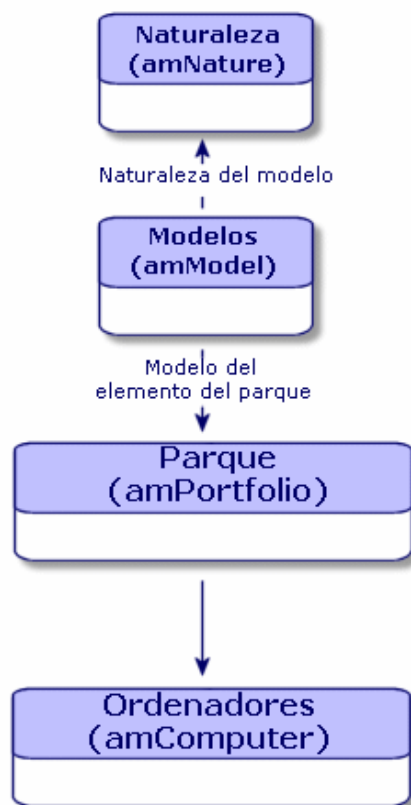 Naturaleza
(amNature)
Naturaleza del modelo
Modelos
(amModel)
Modelo del
elemento del parque
Parque
(amPortfolio)
Ordenadores
(amComputer)